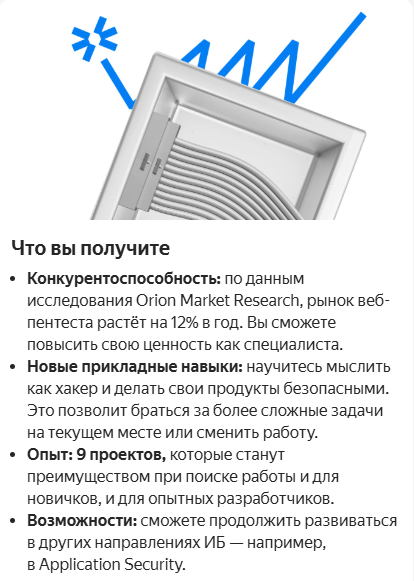 Что вы получите
• Конкурентоспособность: по данным
исследования Orion Market Research, рынок веб-
пентеста растёт на 12% в год. Вы сможете
повысить свою ценность как специалиста.
• Новые прикладные навыки: научитесь мыслить
как хакер и делать свои продукты безопасными.
Это позволит браться за более сложные задачи
на текущем месте или сменить работу.
• Опыт: 9 проектов, которые станут
преимуществом при поиске работы и для
новичков, и для опытных разработчиков.
• Возможности: сможете продолжить развиваться
в других направлениях ИБ — например,
в Application Security.